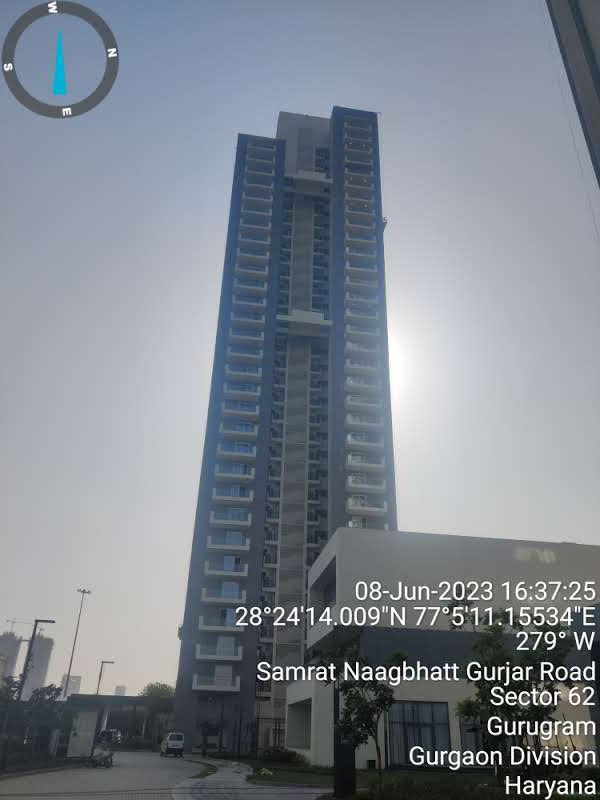 W
N
S
E
08-Jun-2023 16:37:25
28°24'14.009"N 77°5'11.15534"E
279° W
Samrat Naagbhatt Gurjar Road
Sector 62
Gurugram
Gurgaon Division
Haryana